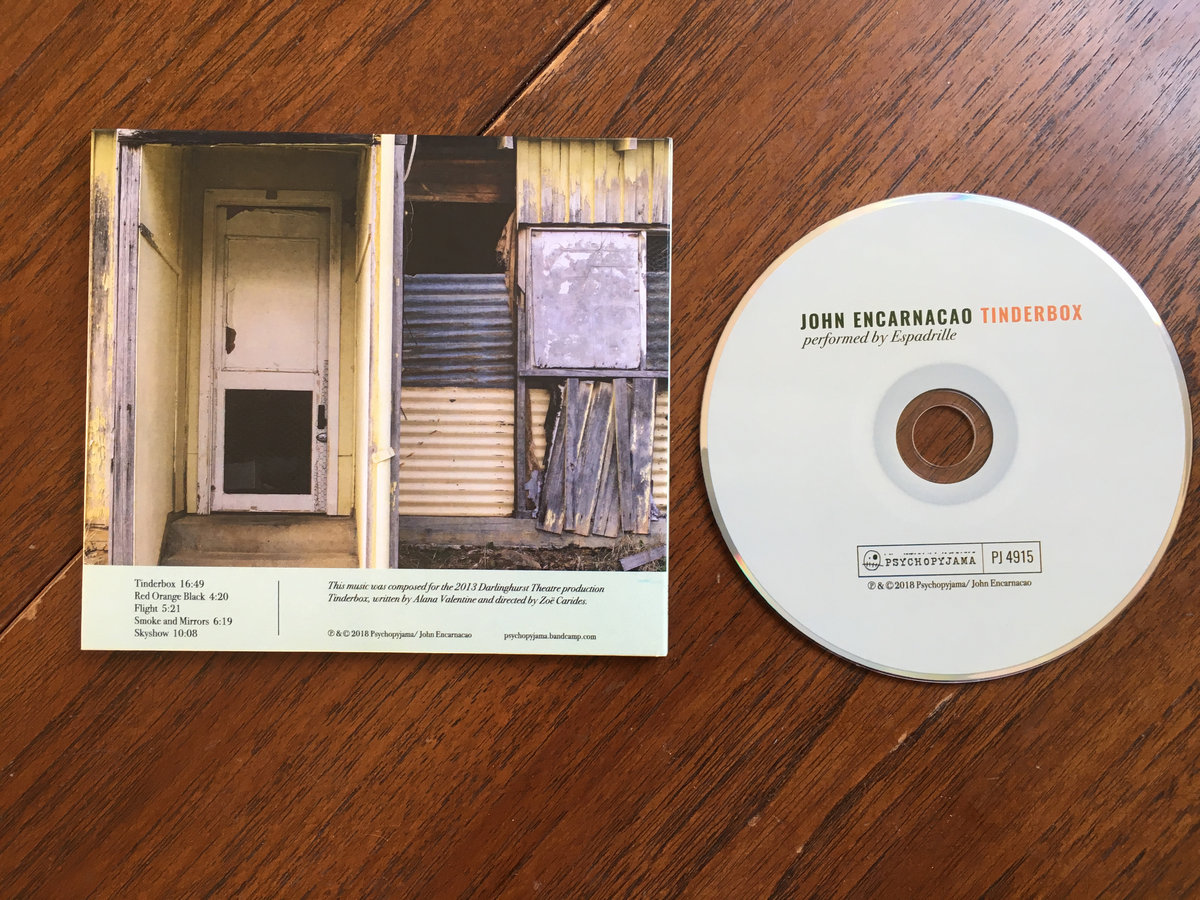 Tinderbox 16:49
Red Orange Black 4:20
Flight 5:21
Smoke and Mirrors 6:19
Skyshow 10:08
This music was composed for the 2013 Darlinghurst Theatre production
Tinderbox, written by Alana Valentine and directed by Zoë Carides.
℗ & © 2018 Psychopyjama/ John Encarnacao
psychopyjama.bandcamp.com
JOHN ENCARNACAO TINDERBOX
performed by Espadrille
PSYCHOPYJAMA PJ 4915
℗ & © 2018 Psychopyjama/ John Encarnacao